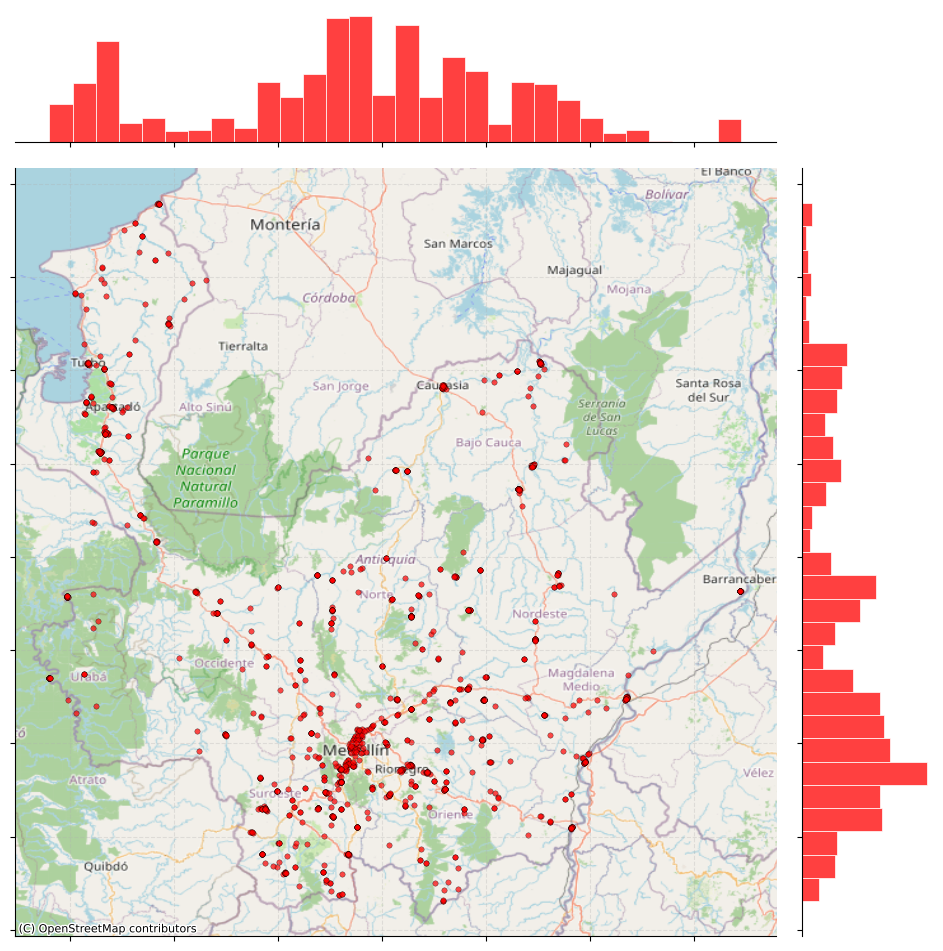 El Banco
Bolívar
Montería
San Marcos
Majagual
Mojana
Córdoba
Tierralta
Turbo
San Jorge
Caucasia
Santa Rosa
del Sur
Alto Sinú
Apartadó
Serranía
de San
Lucas
Bajo Cauca
Parque
Nacional
Natural
Paramillo
Antioquia
Norte
Barrancaber
Nordeste
Occidente
Urabá
Magdalena
Medio
ó
Medellín
Rionegro
Vélez
Atrato
Suroeste
Oriente
Quibdó
(C) OpenStreetMap contributors